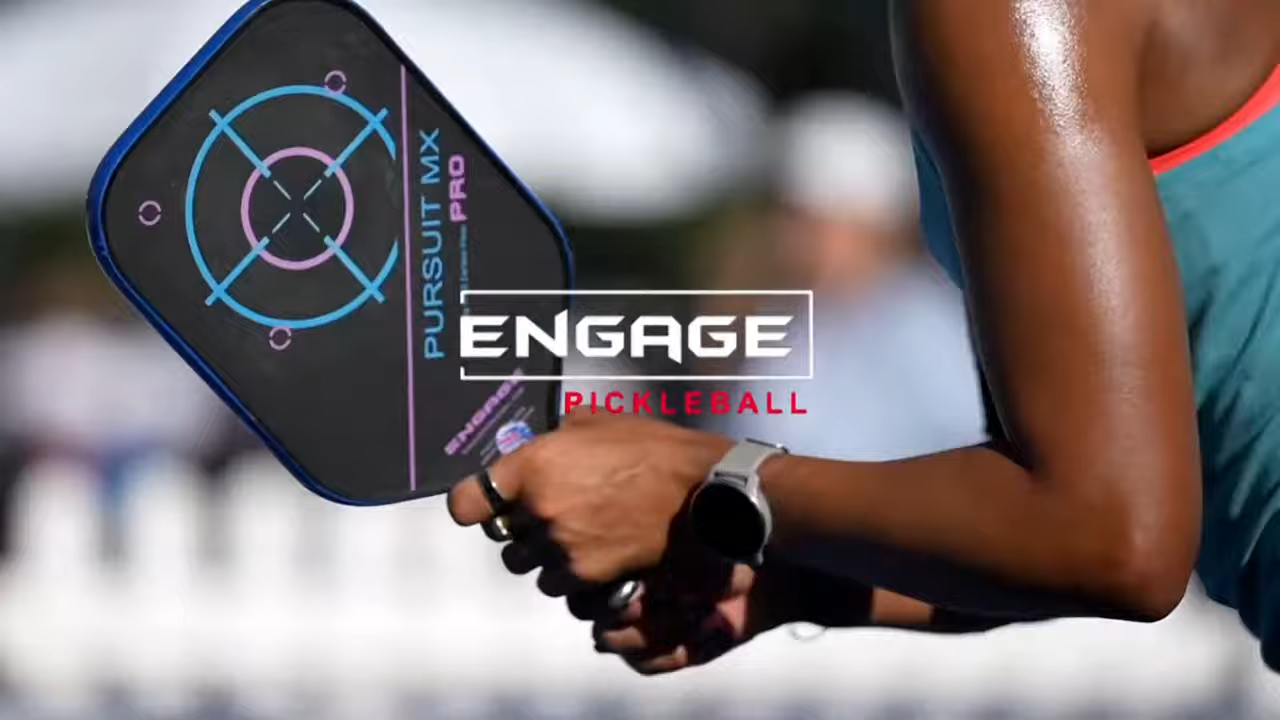 PURSUIT MX
PRO
ENGAGE
PICKLEBALL
ENGAGE